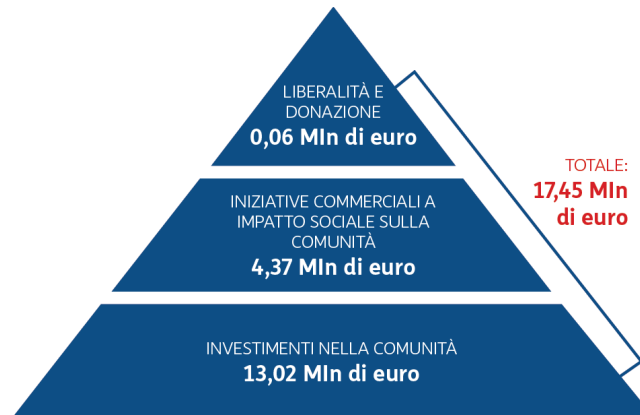 LIBERALITÀ E
DONAZIONE
0,06 Mln di euro
INIZIATIVE COMMERCIALI A
IMPATTO SOCIALE SULLA
COMUNITÀ
4,37 Mln di euro
INVESTIMENTI NELLA COMUNITÀ
13,02 Mln di euro
TOTALE:
17,45 Mln
di euro